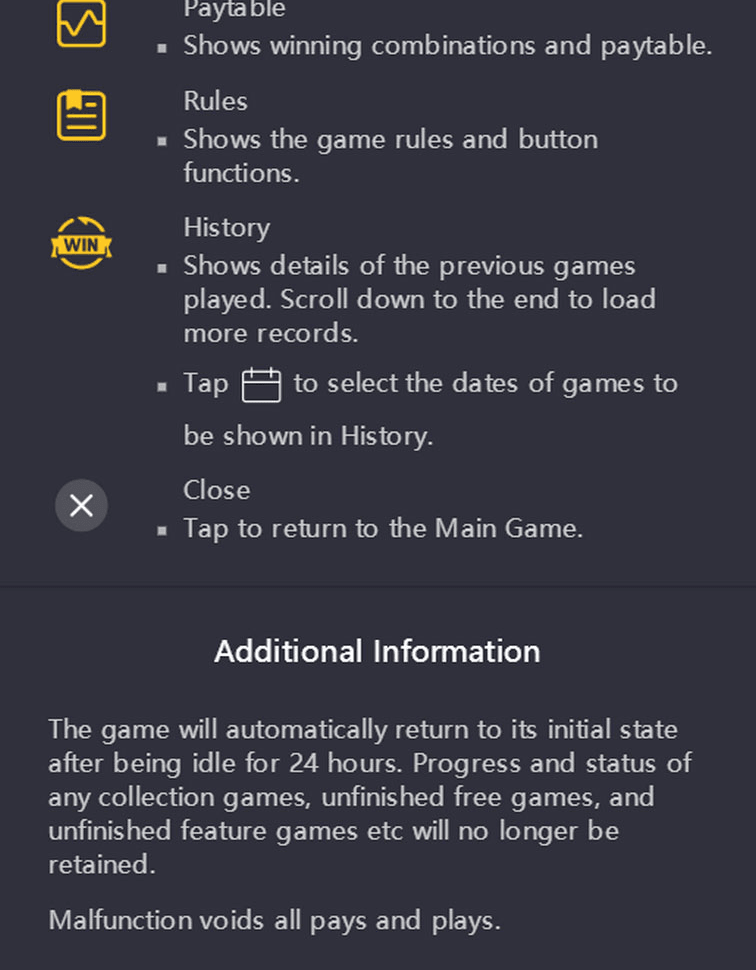 Paytable
▪ Shows winning combinations and paytable.
Rules
▪ Shows the game rules and button
functions.
WIN
History
▪ Shows details of the previous games
played. Scroll down to the end to load
more records.
▪ Tap to select the dates of games to
be shown in History.
Close
▪ Tap to return to the Main Game.
Additional Information
The game will automatically return to its initial state
after being idle for 24 hours. Progress and status of
any collection games, unfinished free games, and
unfinished feature games etc will no longer be
retained.
Malfunction voids all pays and plays.